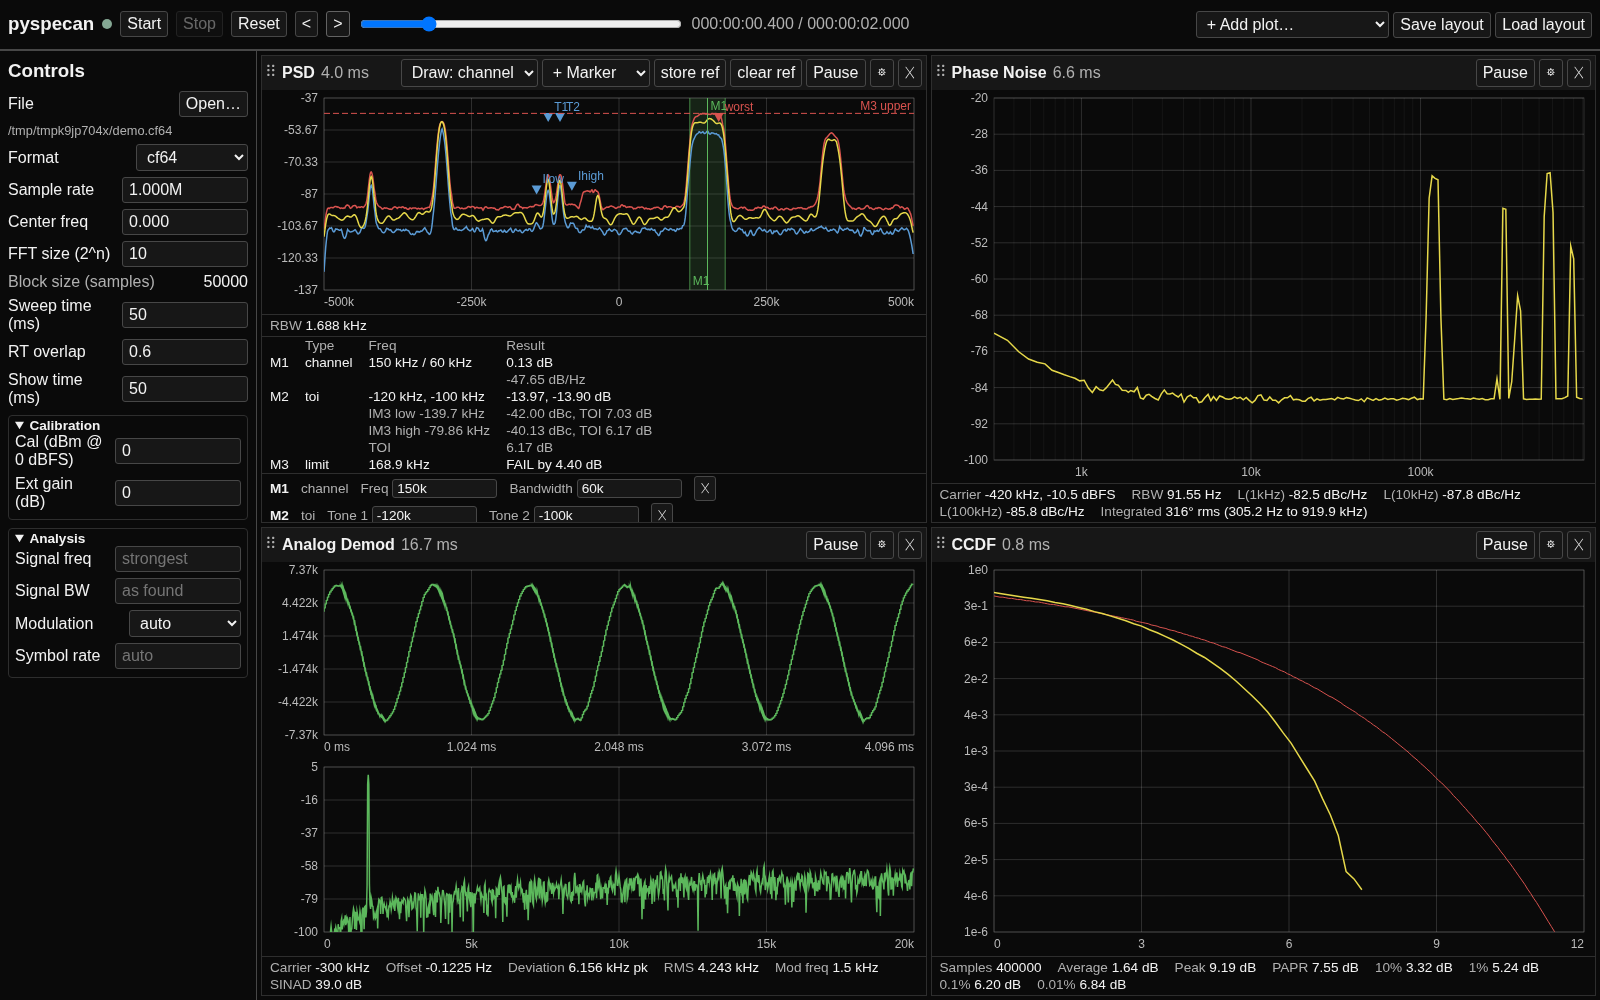 pyspecan Start Stop Reset < > 000:00:00.400 / 000:00:02.000 + Add plot… Save layout Load layout
Controls
File Open…
/tmp/tmpk9jp704x/demo.cf64
Format cf64
Sample rate 1.000M
Center freq 0.000
FFT size (2^n) 10
Block size (samples) 50000
Sweep time (ms) 50
RT overlap 0.6
Show time (ms) 50
▼ Calibration
Cal (dBm @ 0 dBFS) 0
Ext gain (dB) 0
▼ Analysis
Signal freq strongest
Signal BW as found
Modulation auto
Symbol rate auto
PSD 4.0 ms Draw: channel + Marker store ref clear ref Pause
-37
-53.67
-70.33
-87
-103.67
-120.33
-137
-500k -250k 0 250k 500k
T1 T2 M1 worst M3 upper
Ihigh
M1
RBW 1.688 kHz
Type Freq Result
M1 channel 150 kHz / 60 kHz 0.13 dB
-47.65 dB/Hz
M2 toi -120 kHz, -100 kHz -13.97, -13.90 dB
IM3 low -139.7 kHz -42.00 dBc, TOI 7.03 dB
IM3 high -79.86 kHz -40.13 dBc, TOI 6.17 dB
TOI 6.17 dB
M3 limit 168.9 kHz FAIL by 4.40 dB
M1 channel Freq 150k Bandwidth 60k X
M2 toi Tone 1 -120k Tone 2 -100k X
Phase Noise 6.6 ms Pause X
-20
-28
-36
-44
-52
-60
-68
-76
-84
-92
-100
1k 10k 100k
Carrier -420 kHz, -10.5 dBFS RBW 91.55 Hz L(1kHz) -82.5 dBc/Hz L(10kHz) -87.8 dBc/Hz
L(100kHz) -85.8 dBc/Hz Integrated 316° rms (305.2 Hz to 919.9 kHz)
Analog Demod 16.7 ms Pause X
7.37k
4.422k
1.474k
-1.474k
-4.422k
-7.37k
0 ms 1.024 ms 2.048 ms 3.072 ms 4.096 ms
5
-16
-37
-58
-79
-100
0 5k 10k 15k 20k
Carrier -300 kHz Offset -0.1225 Hz Deviation 6.156 kHz pk RMS 4.243 kHz Mod freq 1.5 kHz
SINAD 39.0 dB
CCDF 0.8 ms Pause X
1e0
3e-1
6e-2
2e-2
4e-3
1e-3
3e-4
6e-5
2e-5
4e-6
1e-6
0 3 6 9 12
Samples 400000 Average 1.64 dB Peak 9.19 dB PAPR 7.55 dB 10% 3.32 dB 1% 5.24 dB
0.1% 6.20 dB 0.01% 6.84 dB